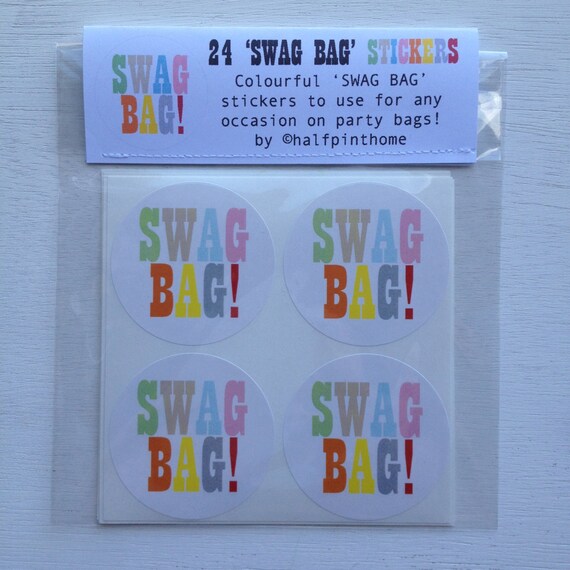 SWAG
BAG!
24 ‘SWAG BAG’ STICKERS
Colourful ‘SWAG BAG’
stickers to use for any
occasion on party bags!
by ©halfpinthome
SWAG
BAG!
SWAG
BAG!
SWAG
BAG!
SWAG
BAG!